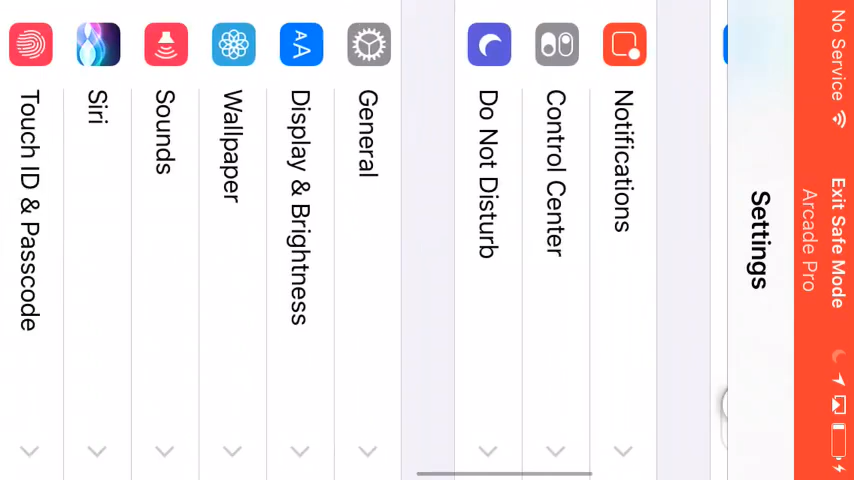 No Service
Exit Safe Mode
Arcade Pro
Settings
Notifications
Control Center
Do Not Disturb
General
AA Display & Brightness
Wallpaper
Sounds
Siri
Touch ID & Passcode